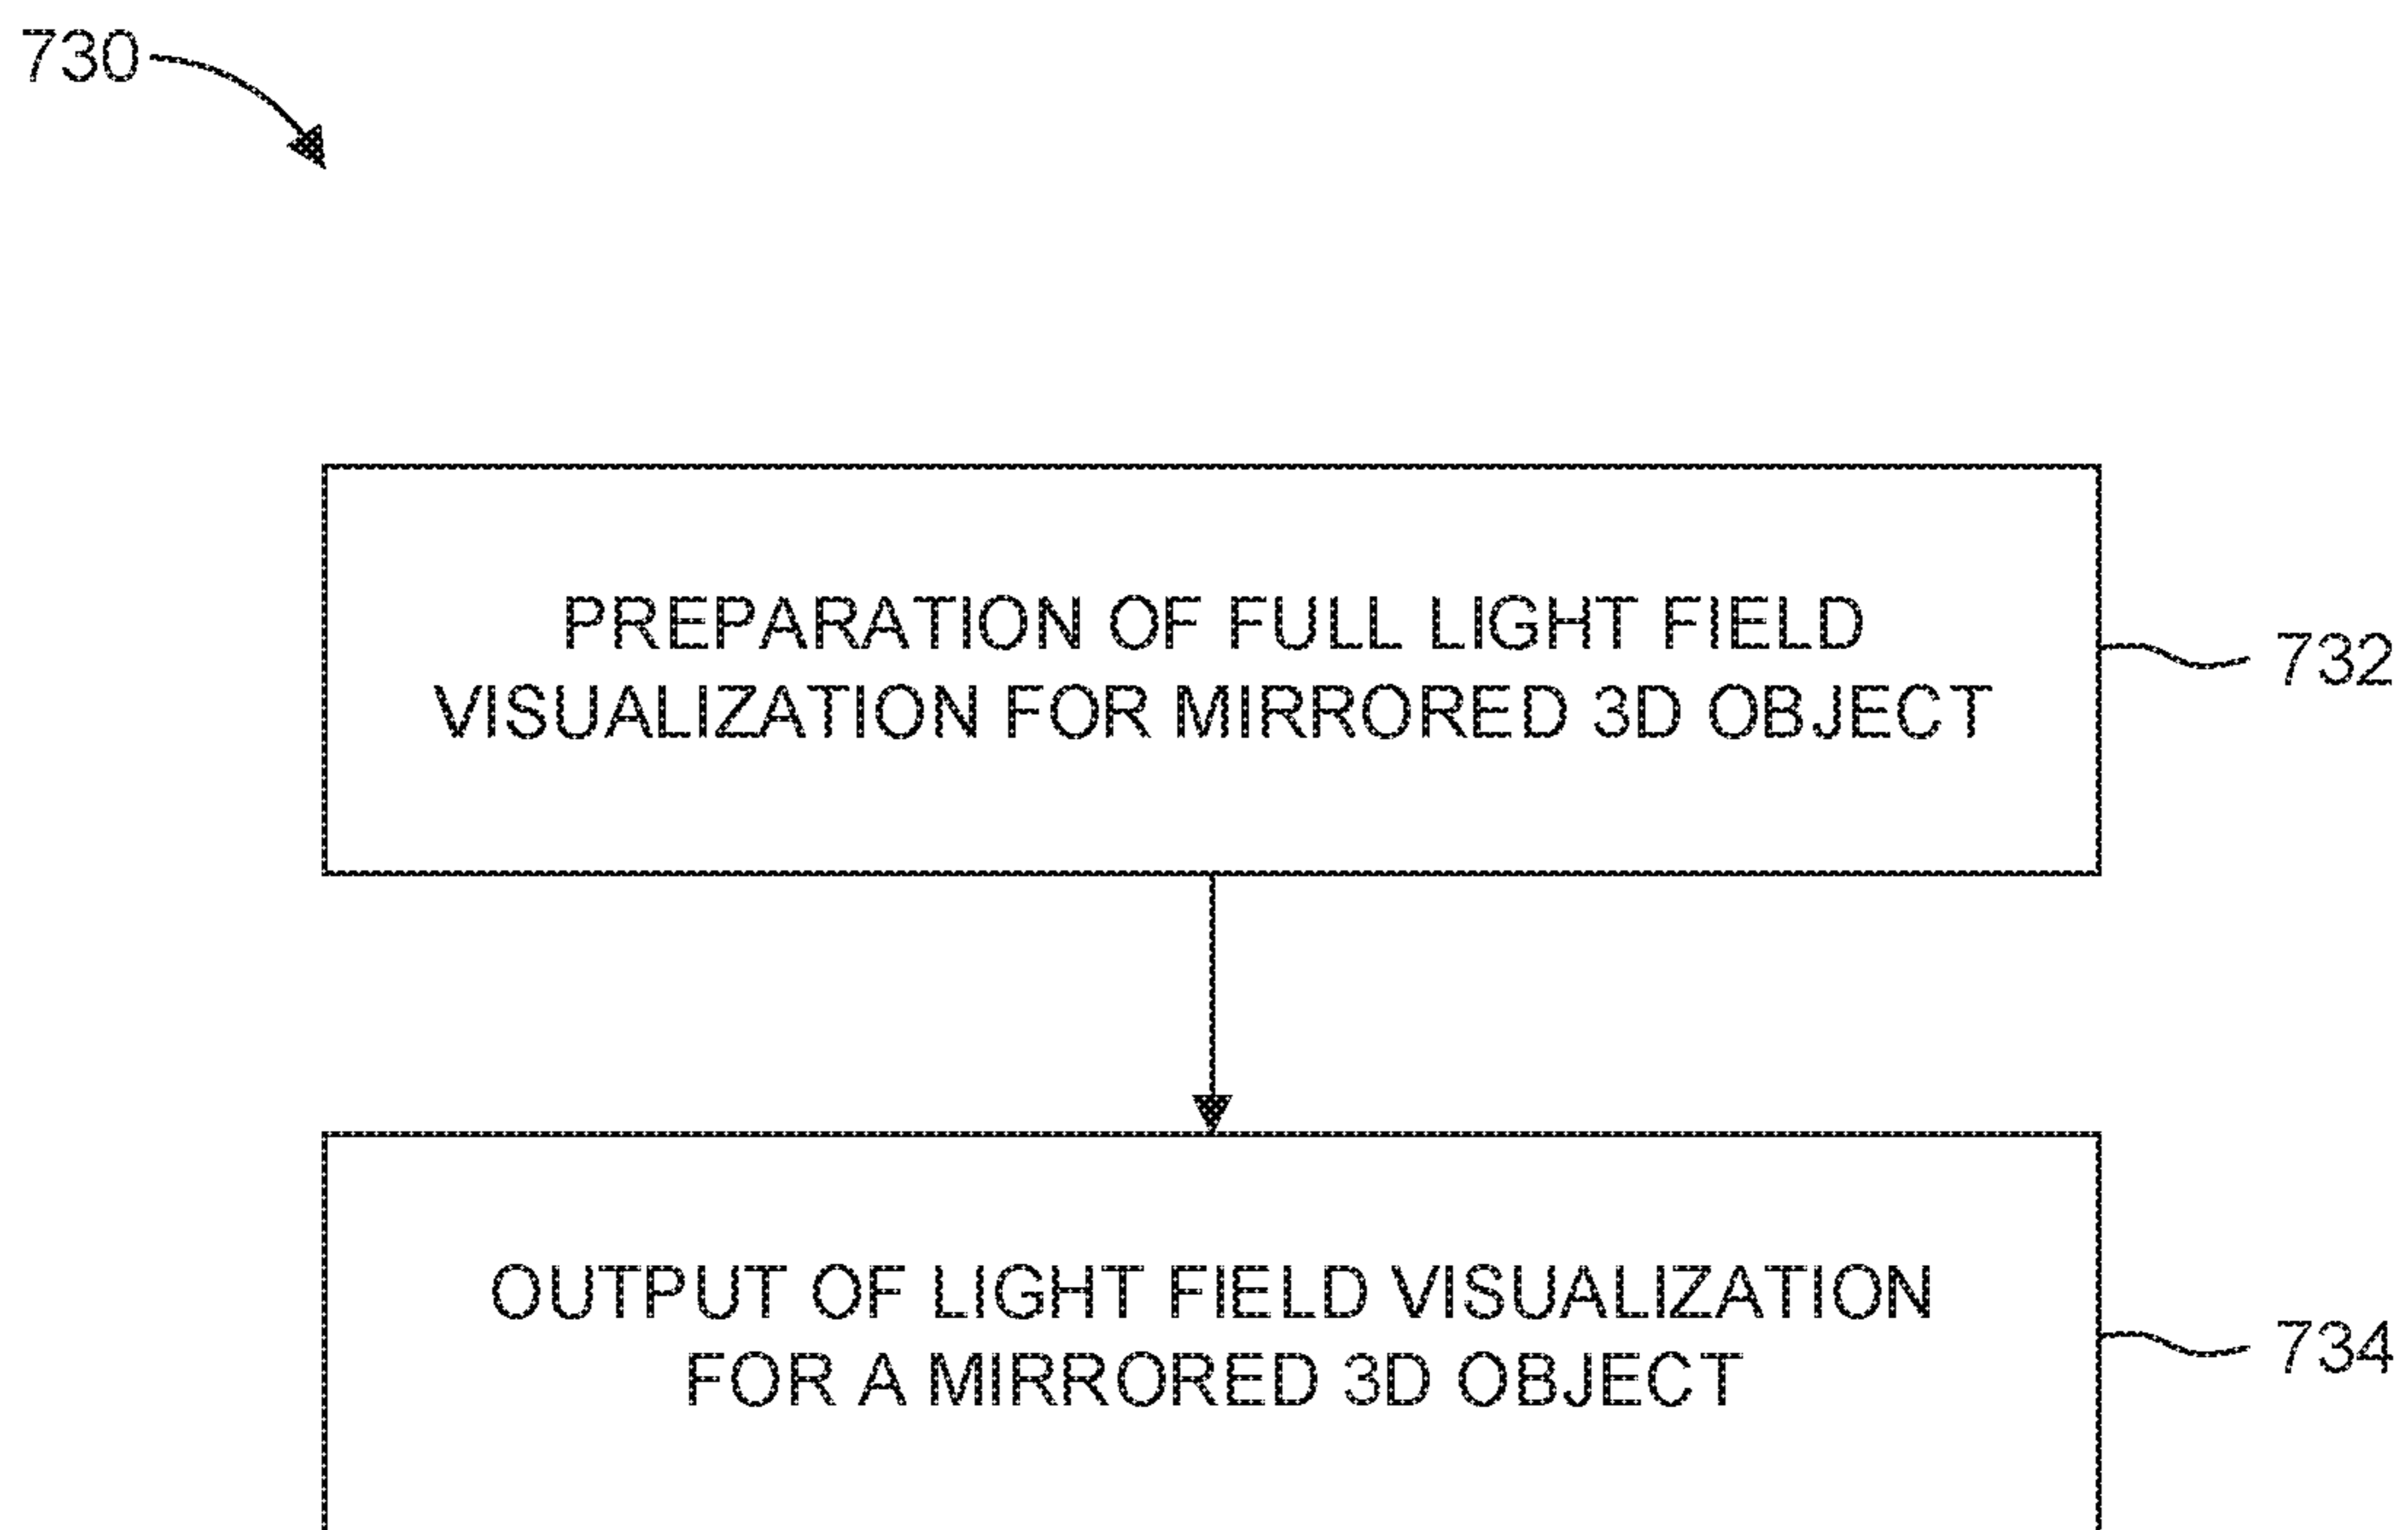 730
PREPARATION OF FULL LIGHT FIELD
VISUALIZATION FOR MIRRORED 3D OBJECT
732
OUTPUT OF LIGHT FIELD VISUALIZATION
FOR A MIRRORED 3D OBJECT
734